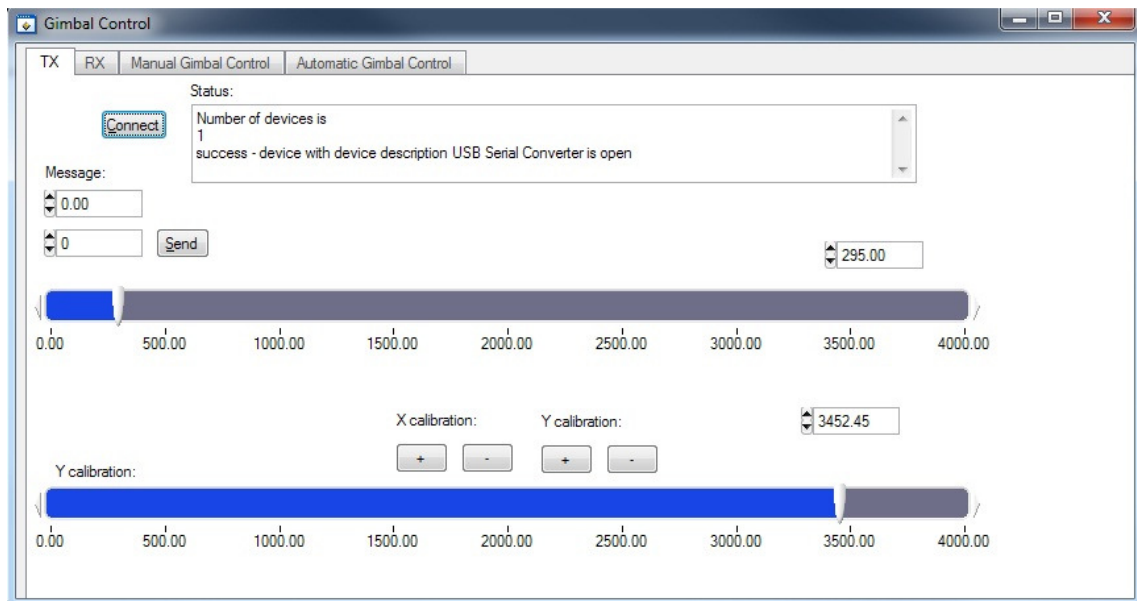 Gimbal Control
TX RX Manual Gimbal Control Automatic Gimbal Control
Status:
Connect
Number of devices is
1
success - device with device description USB Serial Converter is open
Message:
0.00
0 Send
295.00
0.00 500.00 1000.00 1500.00 2000.00 2500.00 3000.00 3500.00 4000.00
X calibration: Y calibration: 3452.45
+ - + -
Y calibration:
0.00 500.00 1000.00 1500.00 2000.00 2500.00 3000.00 3500.00 4000.00